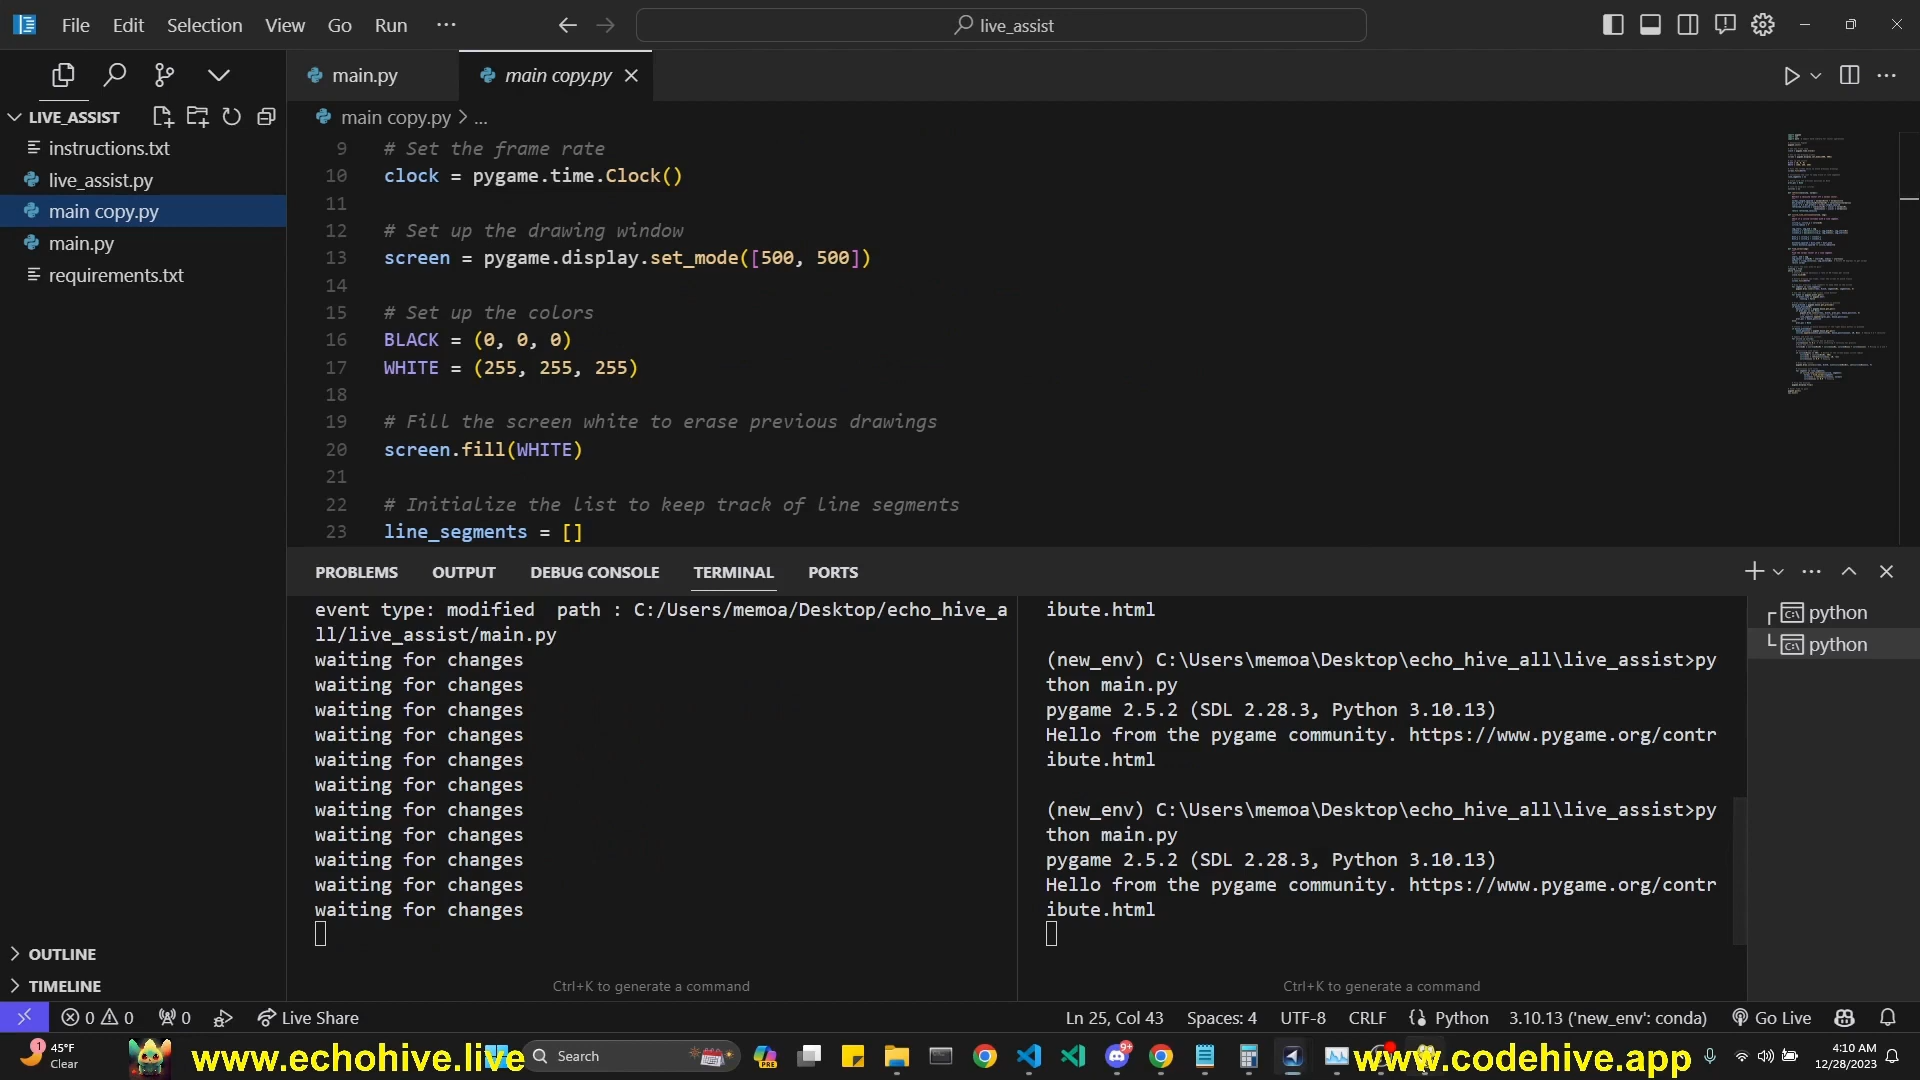 File Edit Selection View Go Run ···
live_assist
main.py
main copy.py
LIVE_ASSIST
instructions.txt
live_assist.py
main copy.py
main.py
requirements.txt
OUTLINE
TIMELINE
main copy.py > ...
9 # Set the frame rate
10 clock = pygame.time.Clock()
11
12 # Set up the drawing window
13 screen = pygame.display.set_mode([500, 500])
14
15 # Set up the colors
16 BLACK = (0, 0, 0)
17 WHITE = (255, 255, 255)
18
19 # Fill the screen white to erase previous drawings
20 screen.fill(WHITE)
21
22 # Initialize the list to keep track of line segments
23 line_segments = []
PROBLEMS OUTPUT DEBUG CONSOLE TERMINAL PORTS
event type: modified  path : C:/Users/memoa/Desktop/echo_hive_a
ll/live_assist/main.py
waiting for changes
waiting for changes
waiting for changes
waiting for changes
waiting for changes
waiting for changes
waiting for changes
waiting for changes
waiting for changes
waiting for changes
waiting for changes
Ctrl+K to generate a command
ibute.html
(new_env) C:\Users\memoa\Desktop\echo_hive_all\live_assist>py
thon main.py
pygame 2.5.2 (SDL 2.28.3, Python 3.10.13)
Hello from the pygame community. https://www.pygame.org/contr
ibute.html
(new_env) C:\Users\memoa\Desktop\echo_hive_all\live_assist>py
thon main.py
pygame 2.5.2 (SDL 2.28.3, Python 3.10.13)
Hello from the pygame community. https://www.pygame.org/contr
ibute.html
Ctrl+K to generate a command
python
python
0 0 0 Live Share
Ln 25, Col 43 Spaces: 4 UTF-8 CRLF Python 3.10.13 ('new_env': conda) Go Live
1
45°F
Clear
www.echohive.live
Search
PRE
9+
www.codehive.app
4:10 AM
12/28/2023